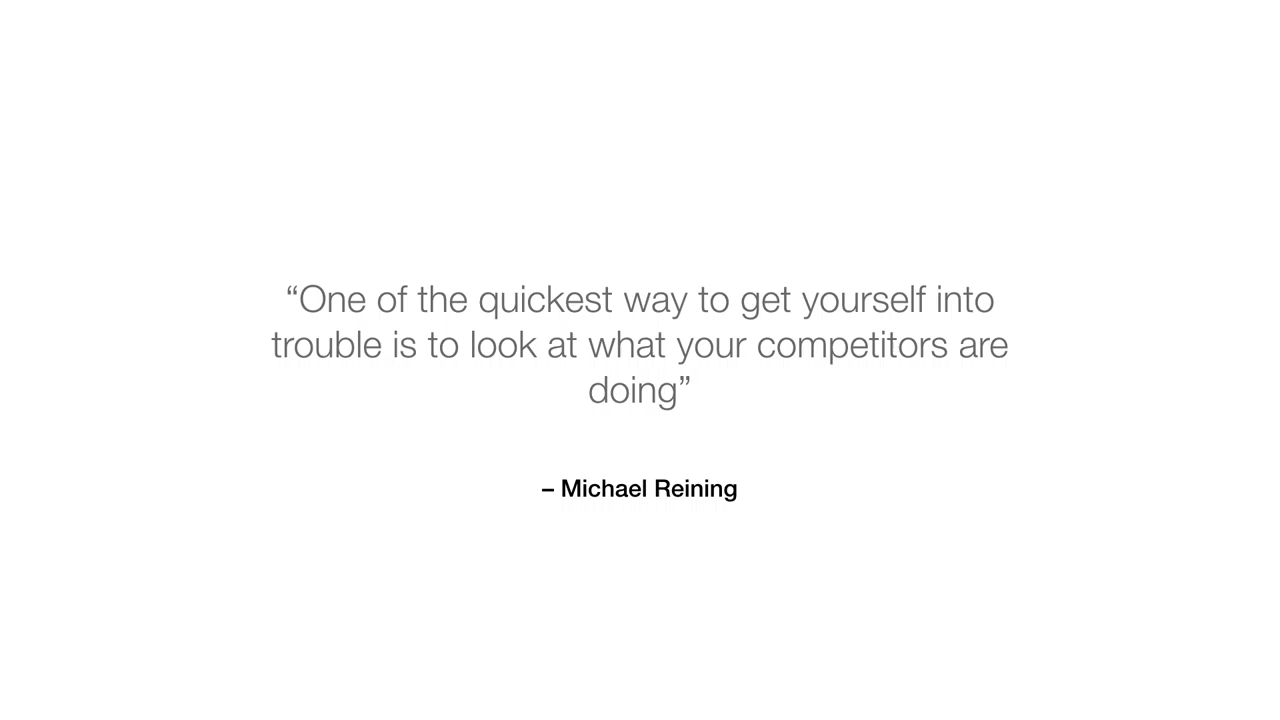 “One of the quickest way to get yourself into
trouble is to look at what your competitors are
doing”
– Michael Reining